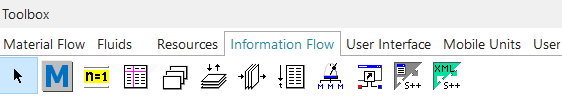 Toolbox
Material Flow Fluids Resources Information Flow User Interface Mobile Units User
M n=1 M M M S++ XML S++